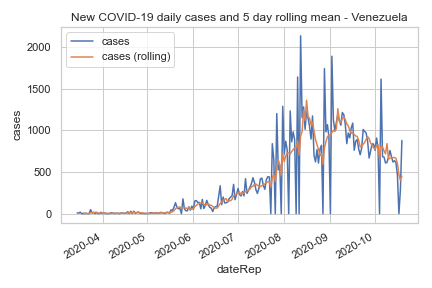 New COVID-19 daily cases and 5 day rolling mean - Venezuela
cases
cases (rolling)
2000
1500
1000
500
0
cases
2020-04
2020-05
2020-06
2020-07
2020-08
2020-09
2020-10
dateRep